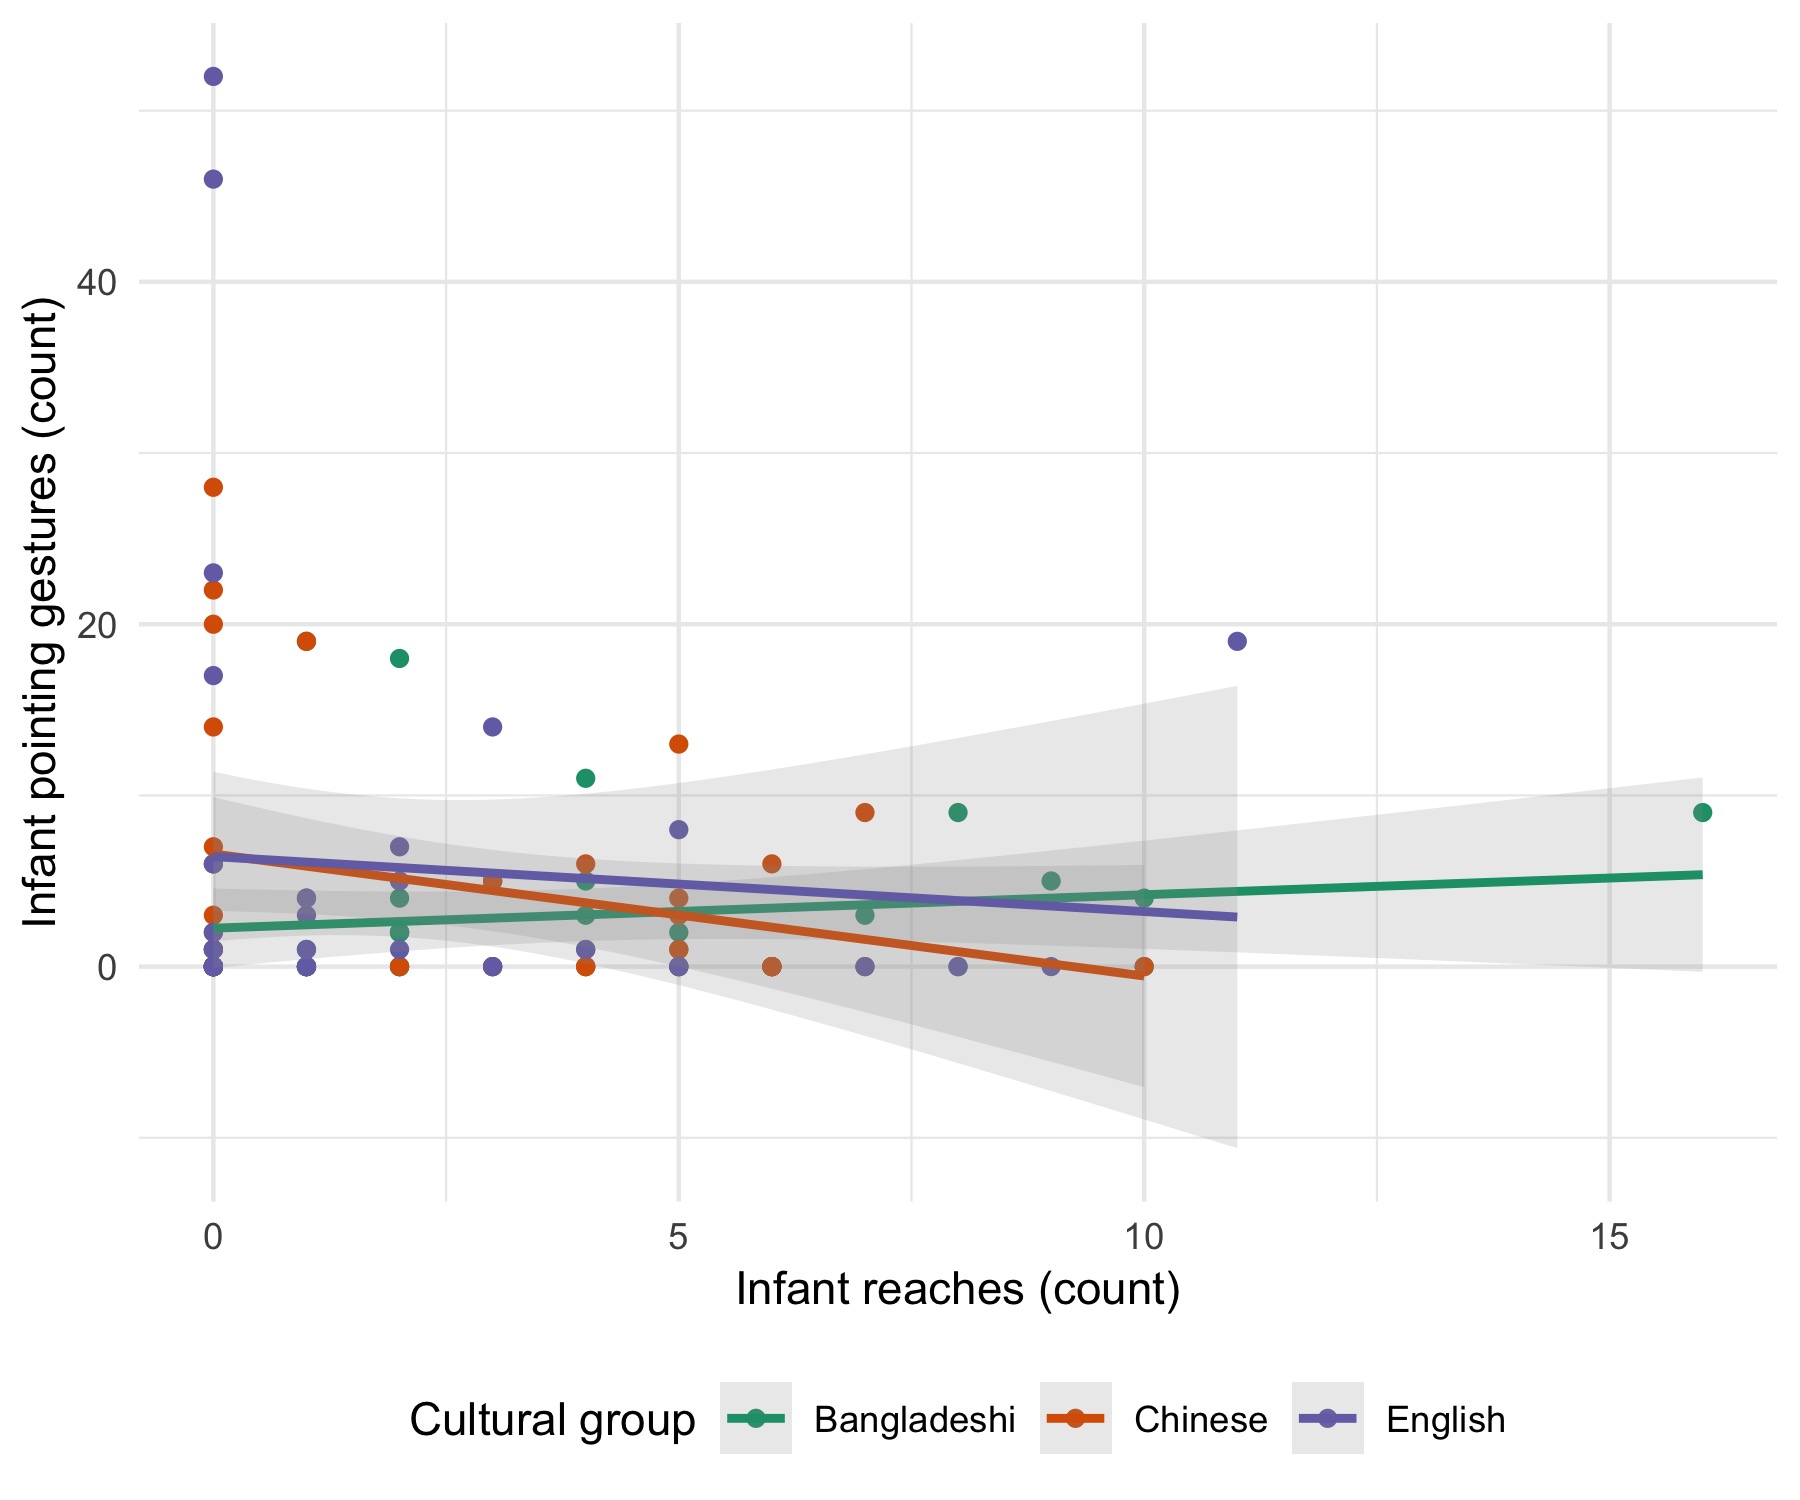 Infant pointing gestures (count)
40
20
0
0 5 10 15
Infant reaches (count)
Cultural group Bangladeshi Chinese English